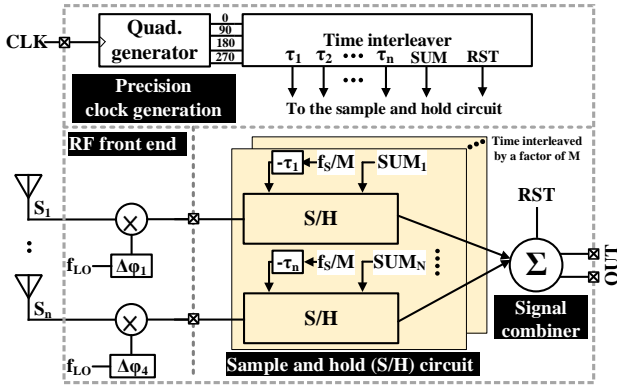 CLK
Quad.
generator
0
90
180
270
Time interleaver
τ1 τ2 ••• τn SUM RST
To the sample and hold circuit
Precision
clock generation
RF front end
Time interleaved
by a factor of M
-τ1 fS/M SUM1
S1
S/H
fLO Δφ1
RST
Σ
OUT
-τn fS/M SUMN
Sn
S/H
Signal
combiner
fLO Δφ4
Sample and hold (S/H) circuit